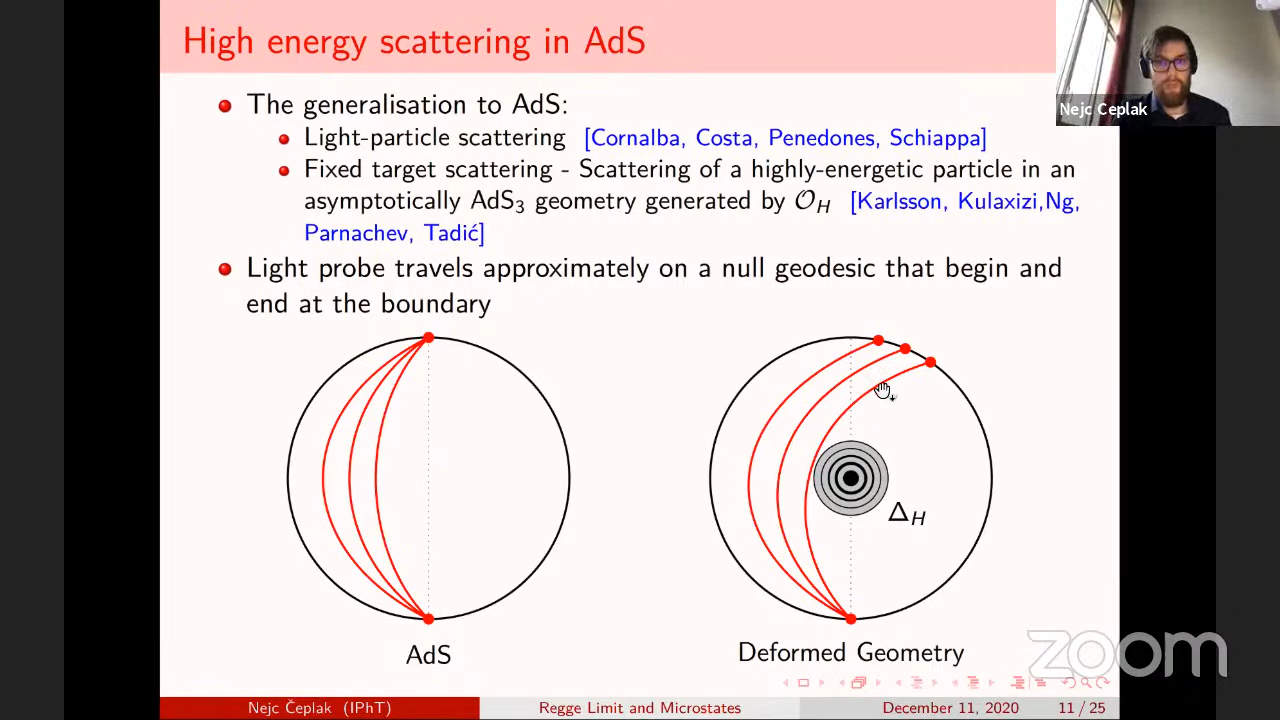 High energy scattering in AdS
Nejc Ceplak
The generalisation to AdS:
Light-particle scattering [Cornalba, Costa, Penedones, Schiappa]
Fixed target scattering - Scattering of a highly-energetic particle in an
asymptotically AdS₃ geometry generated by 𝒪_H [Karlsson, Kulaxizi,Ng,
Parnachev, Tadić]
Light probe travels approximately on a null geodesic that begin and
end at the boundary
Δ_H
AdS
Deformed Geometry
zoom
Nejc Čeplak (IPhT)
Regge Limit and Microstates
December 11, 2020
11 / 25